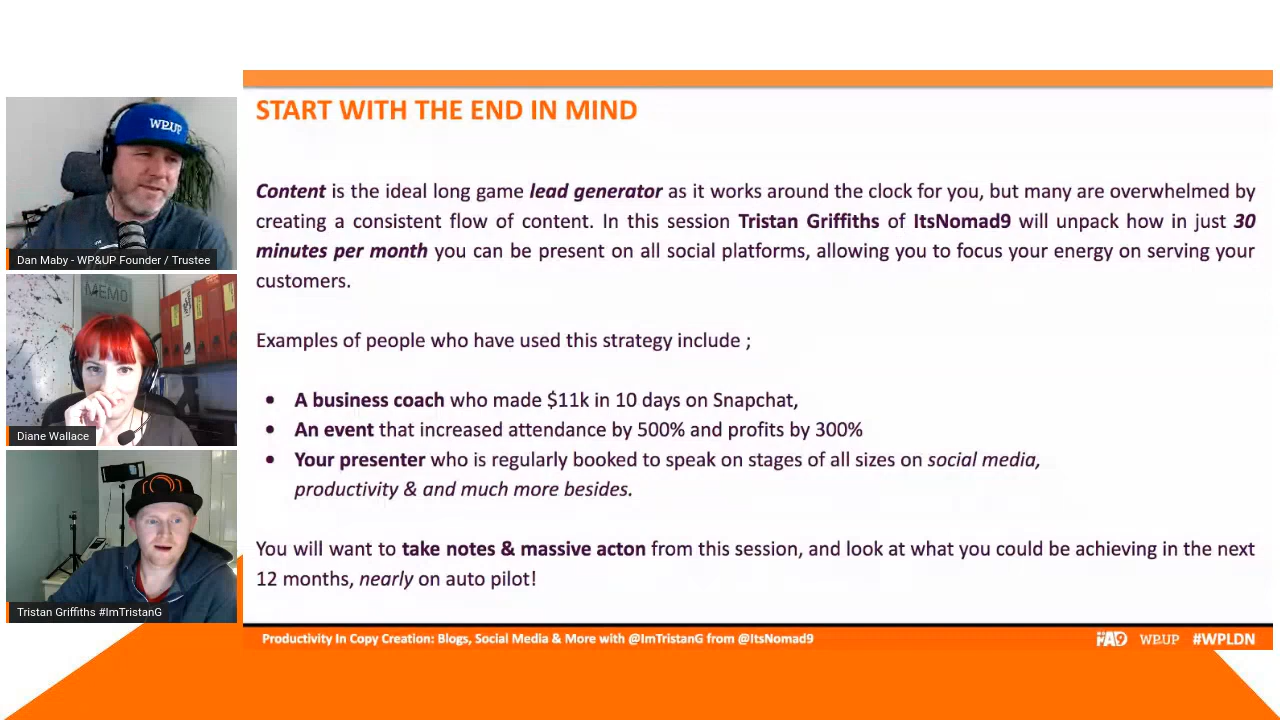 START WITH THE END IN MIND
Content is the ideal long game lead generator as it works around the clock for you, but many are overwhelmed by
creating a consistent flow of content. In this session Tristan Griffiths of ItsNomad9 will unpack how in just 30
minutes per month you can be present on all social platforms, allowing you to focus your energy on serving your
customers.
Examples of people who have used this strategy include ;
• A business coach who made $11k in 10 days on Snapchat,
• An event that increased attendance by 500% and profits by 300%
• Your presenter who is regularly booked to speak on stages of all sizes on social media,
productivity & and much more besides.
You will want to take notes & massive acton from this session, and look at what you could be achieving in the next
12 months, nearly on auto pilot!
Productivity In Copy Creation: Blogs, Social Media & More with @ImTristanG from @ItsNomad9
WP&UP
#WPLDN
WP&UP
Dan Maby - WP&UP Founder / Trustee
MEMO
Diane Wallace
Tristan Griffiths #ImTristanG